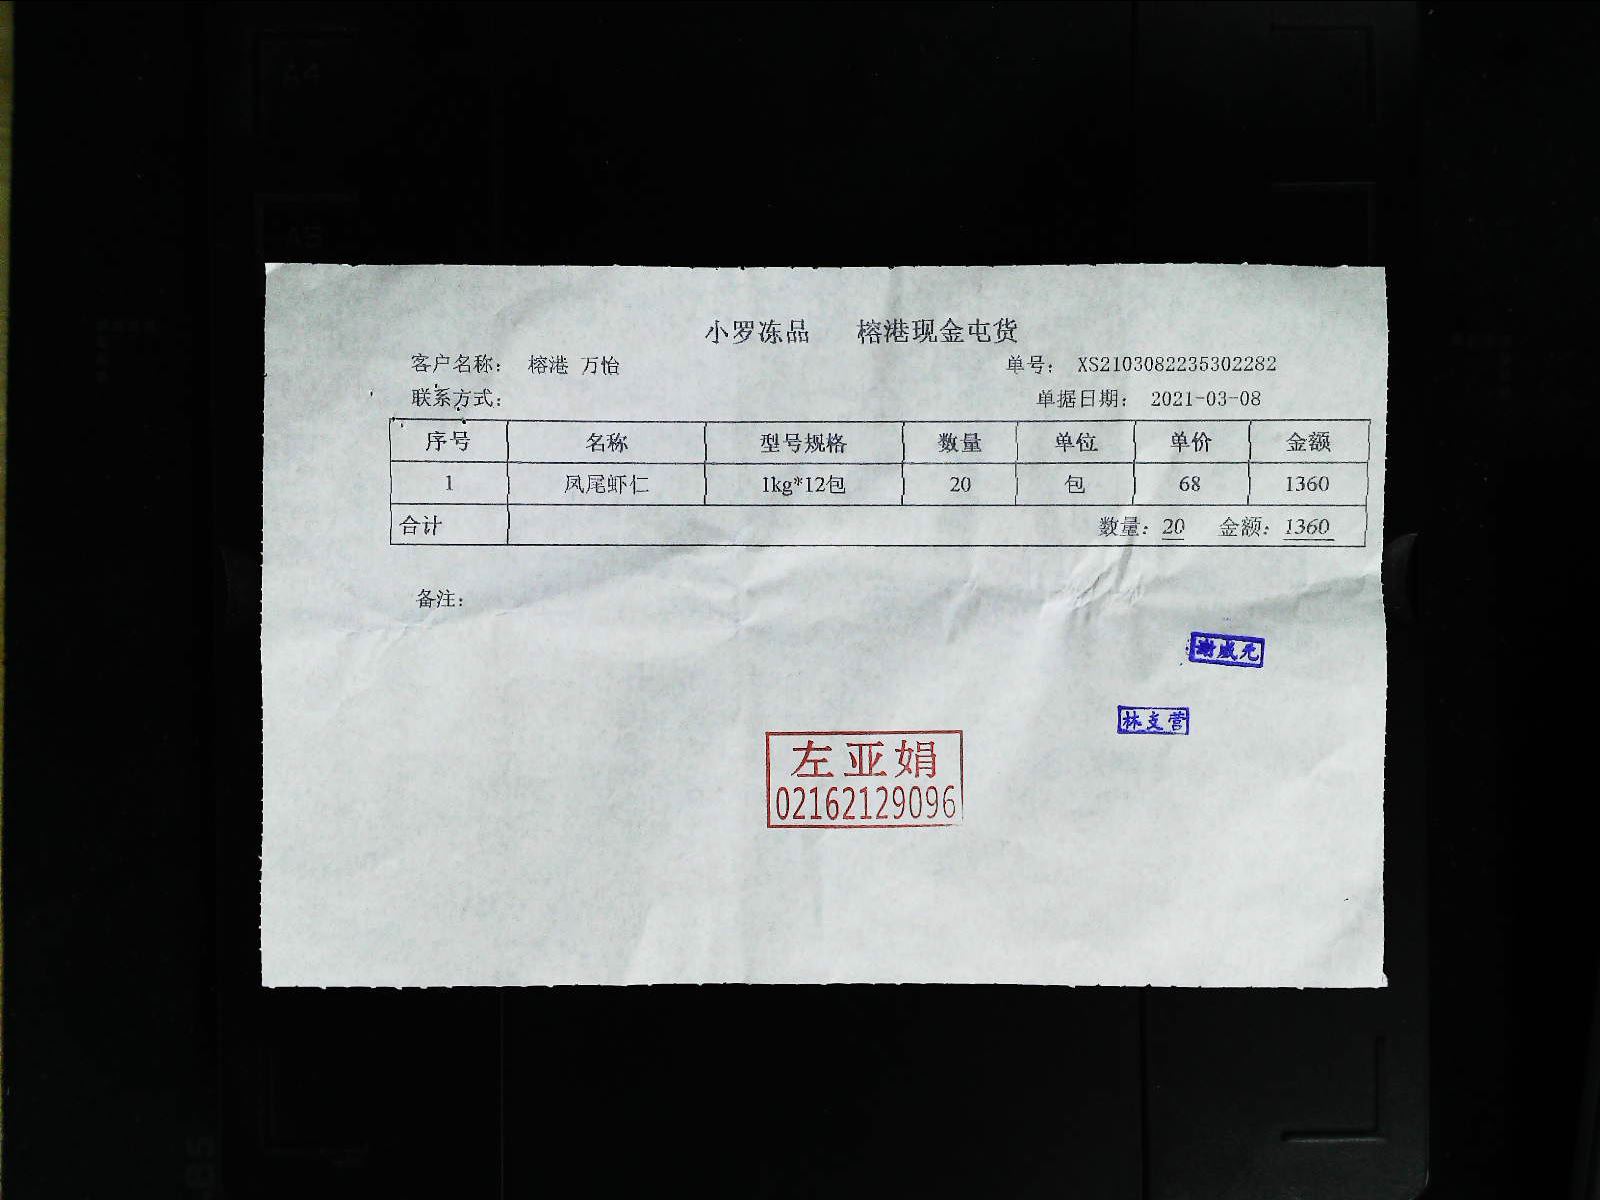 A4
A5
小罗冻品 榕港现金屯货
客户名称： 榕港 万怡 单号： XS2103082235302282
联系方式： 单据日期： 2021-03-08
序号 名称 型号规格 数量 单位 单价 金额
1 凤尾虾仁 1kg*12包 20 包 68 1360
合计 数量：20 金额：1360
备注：
林支营
左亚娟
02162129096
B5